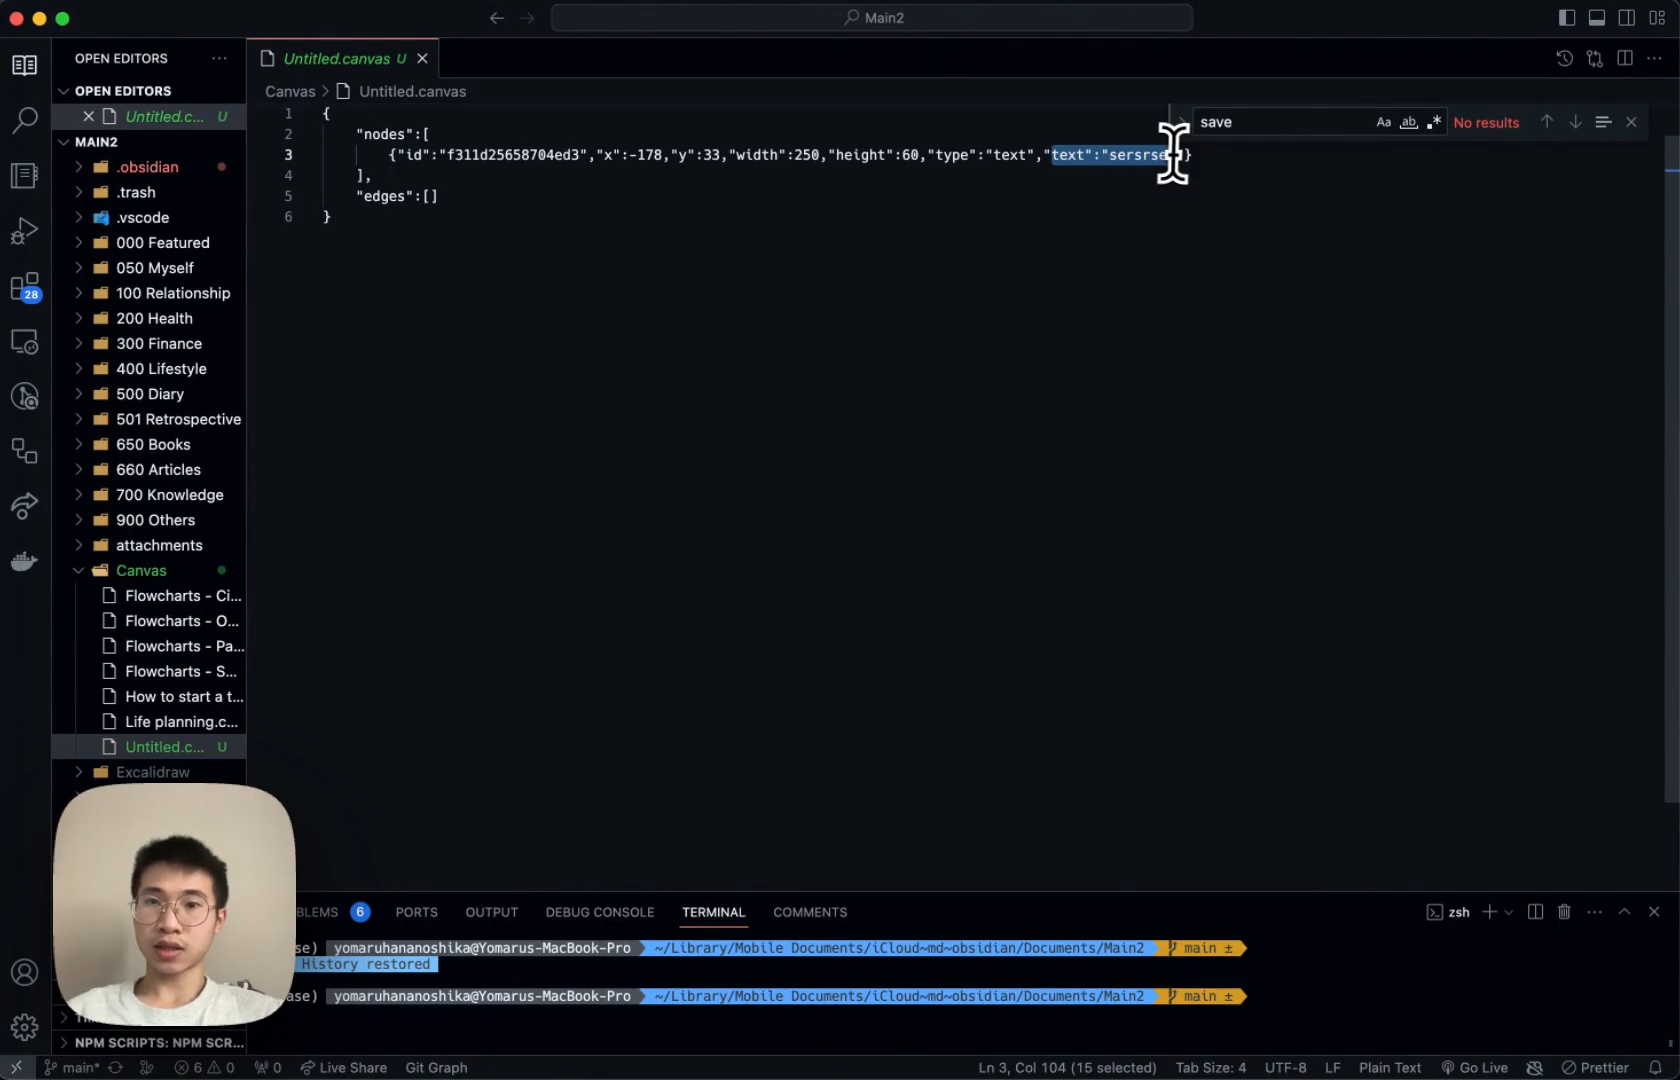 Main2
OPEN EDITORS
Untitled.canvas U
OPEN EDITORS
Untitled.c... U
MAIN2
.obsidian
.trash
.vscode
000 Featured
050 Myself
100 Relationship
200 Health
300 Finance
400 Lifestyle
500 Diary
501 Retrospective
650 Books
660 Articles
700 Knowledge
900 Others
attachments
Canvas
Flowcharts - Ci...
Flowcharts - O...
Flowcharts - Pa...
Flowcharts - S...
How to start a t...
Life planning.c...
Untitled.c... U
Excalidraw
NPM SCRIPTS: NPM SCR...
28
Canvas > Untitled.canvas
1 {
2 "nodes":[
3 {"id":"f311d25658704ed3","x":-178,"y":33,"width":250,"height":60,"type":"text","text":"sersrse
4 ],
5 "edges":[]
6 }
save Aa ab .* No results
BLEMS 6 PORTS OUTPUT DEBUG CONSOLE TERMINAL COMMENTS
zsh
ase) yomaruhananoshika@Yomarus-MacBook-Pro ~/Library/Mobile Documents/iCloud~md~obsidian/Documents/Main2 main ±
History restored
ase) yomaruhananoshika@Yomarus-MacBook-Pro ~/Library/Mobile Documents/iCloud~md~obsidian/Documents/Main2 main ±
main* 6 0 0 Live Share Git Graph Ln 3, Col 104 (15 selected) Tab Size: 4 UTF-8 LF Plain Text Go Live Prettier